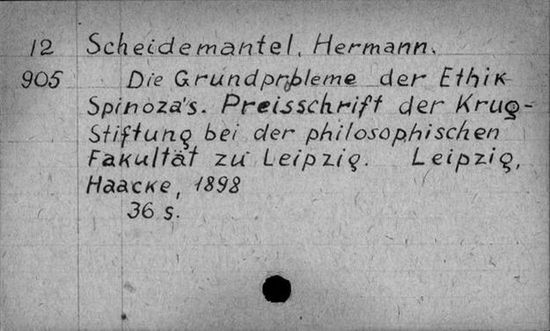 12 Scheidemantel, Hermann.
905 Die Grundprobleme der Ethik
Spinoza's. Preisschrift der Krug-
Stiftung bei der philosophischen
Fakultät zu Leipzig. Leipzig,
Haacke, 1898
36 s.